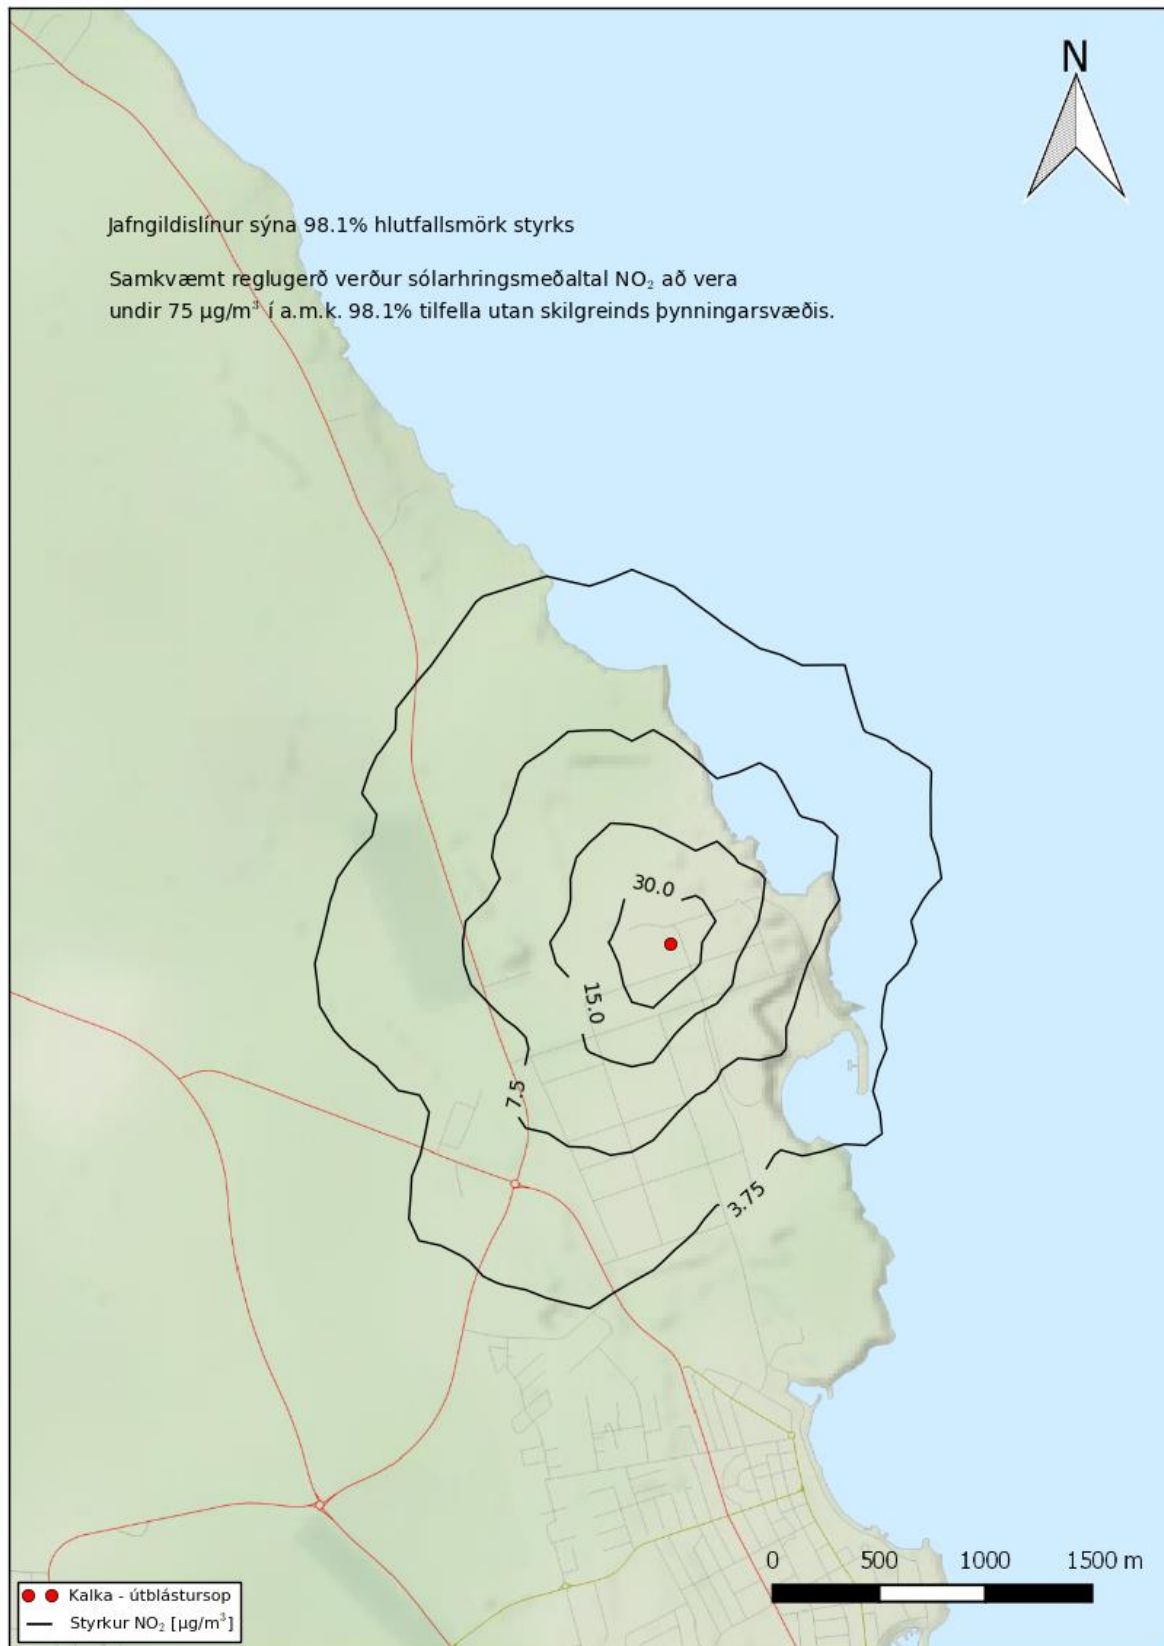 N
Jafngildislínur sýna 98.1% hlutfallsmörk styrks
Samkvæmt reglugerð verður sólarhringsmeðaltal NO₂ að vera
undir 75 µg/m³ í a.m.k. 98.1% tilfella utan skilgreinds þynningarsvæðis.
30.0
15.0
7.5
3.75
0 500 1000 1500 m
Kalka - útblástursop
Styrkur NO₂ [µg/m³]